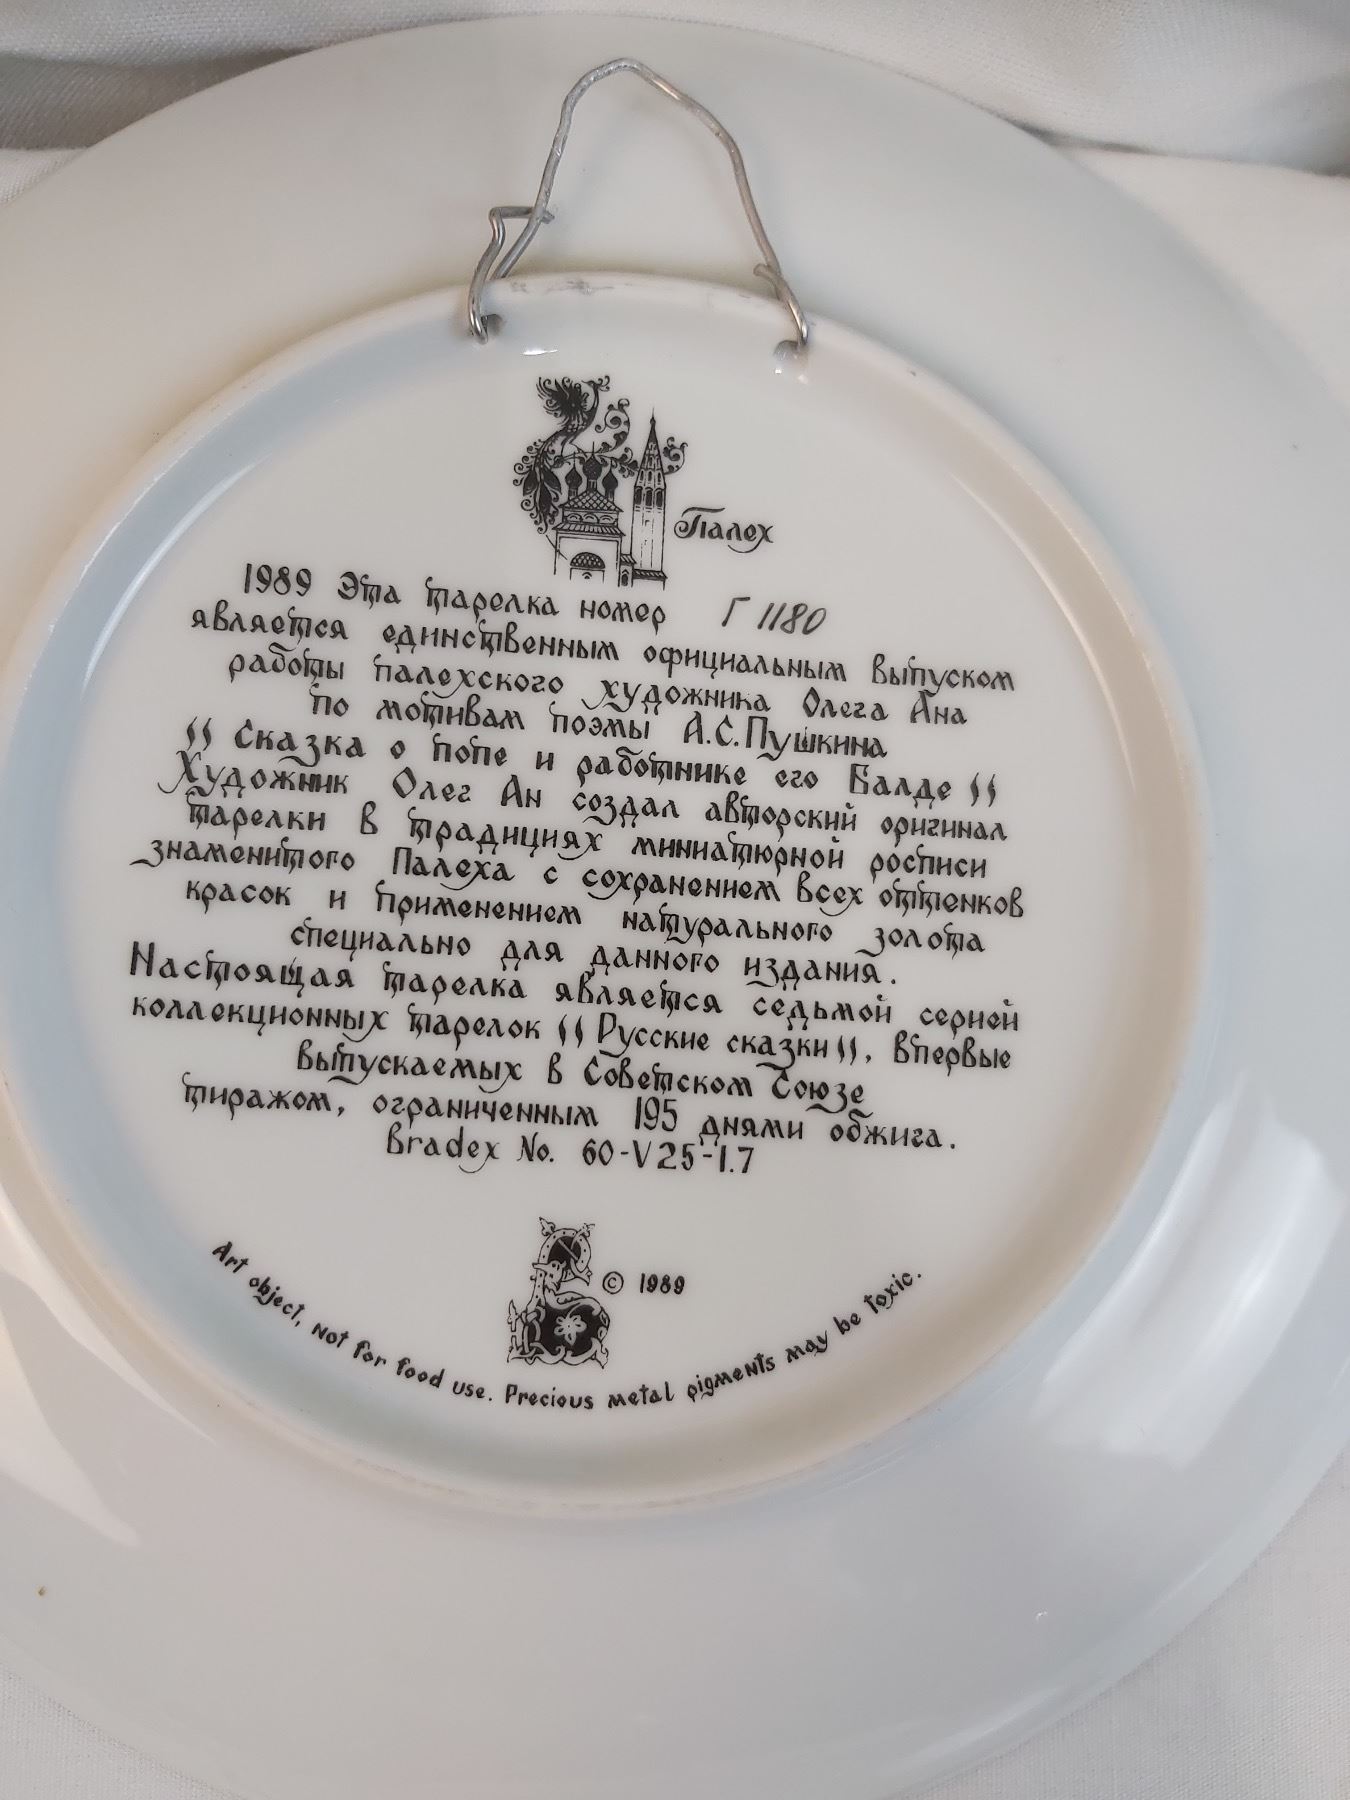 Палех
1989 Эта тарелка номер Г 1180
является единственным официальным выпуском
работы палехского художника Олега Ана
по мотивам поэмы А.С.Пушкина
"Сказка о попе и работнике его Балде"
Художник Олег Ан создал авторский оригинал
тарелки в традициях миниатюрной росписи
знаменитого Палеха с сохранением всех оттенков
красок и применением натурального золота
специально для данного издания.
Настоящая тарелка является седьмой серией
коллекционных тарелок "Русские сказки", впервые
выпускаемых в Советском Союзе
тиражом, ограниченным 195 днями обжига.
Bradex No. 60-V25-1.7
© 1989
Art object, not for food use. Precious metal pigments may be toxic.